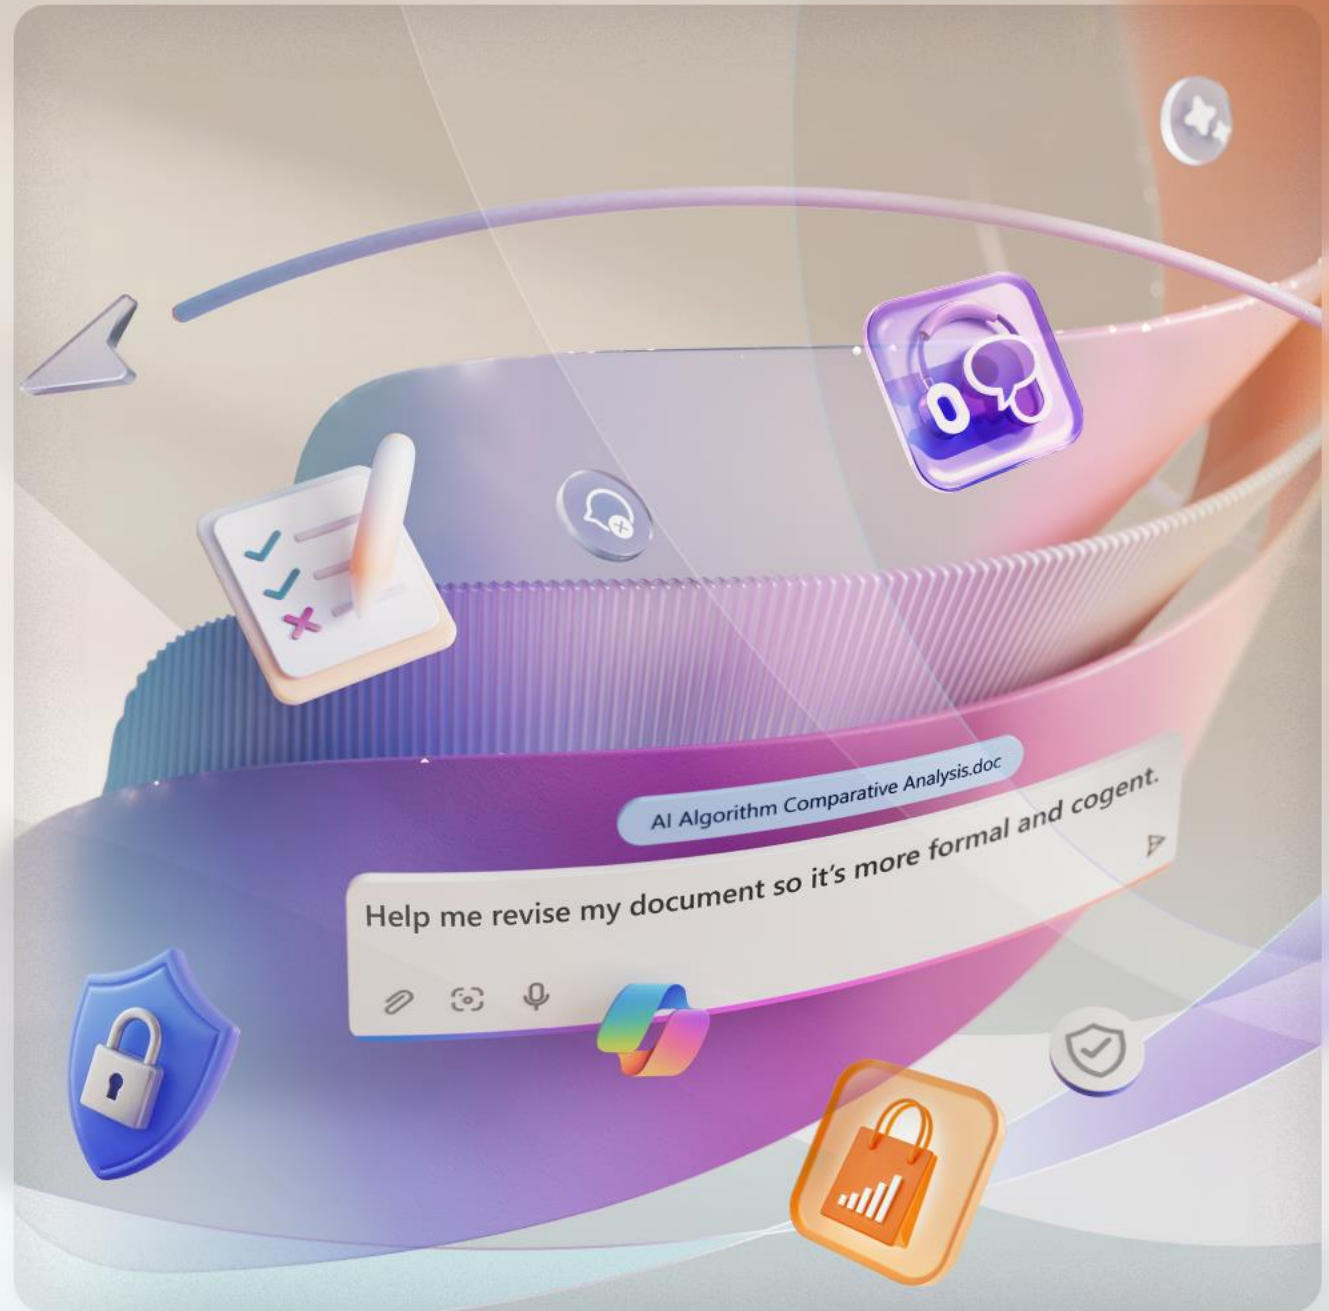 AI Algorithm Comparative Analysis.doc
Help me revise my document so it’s more formal and cogent.